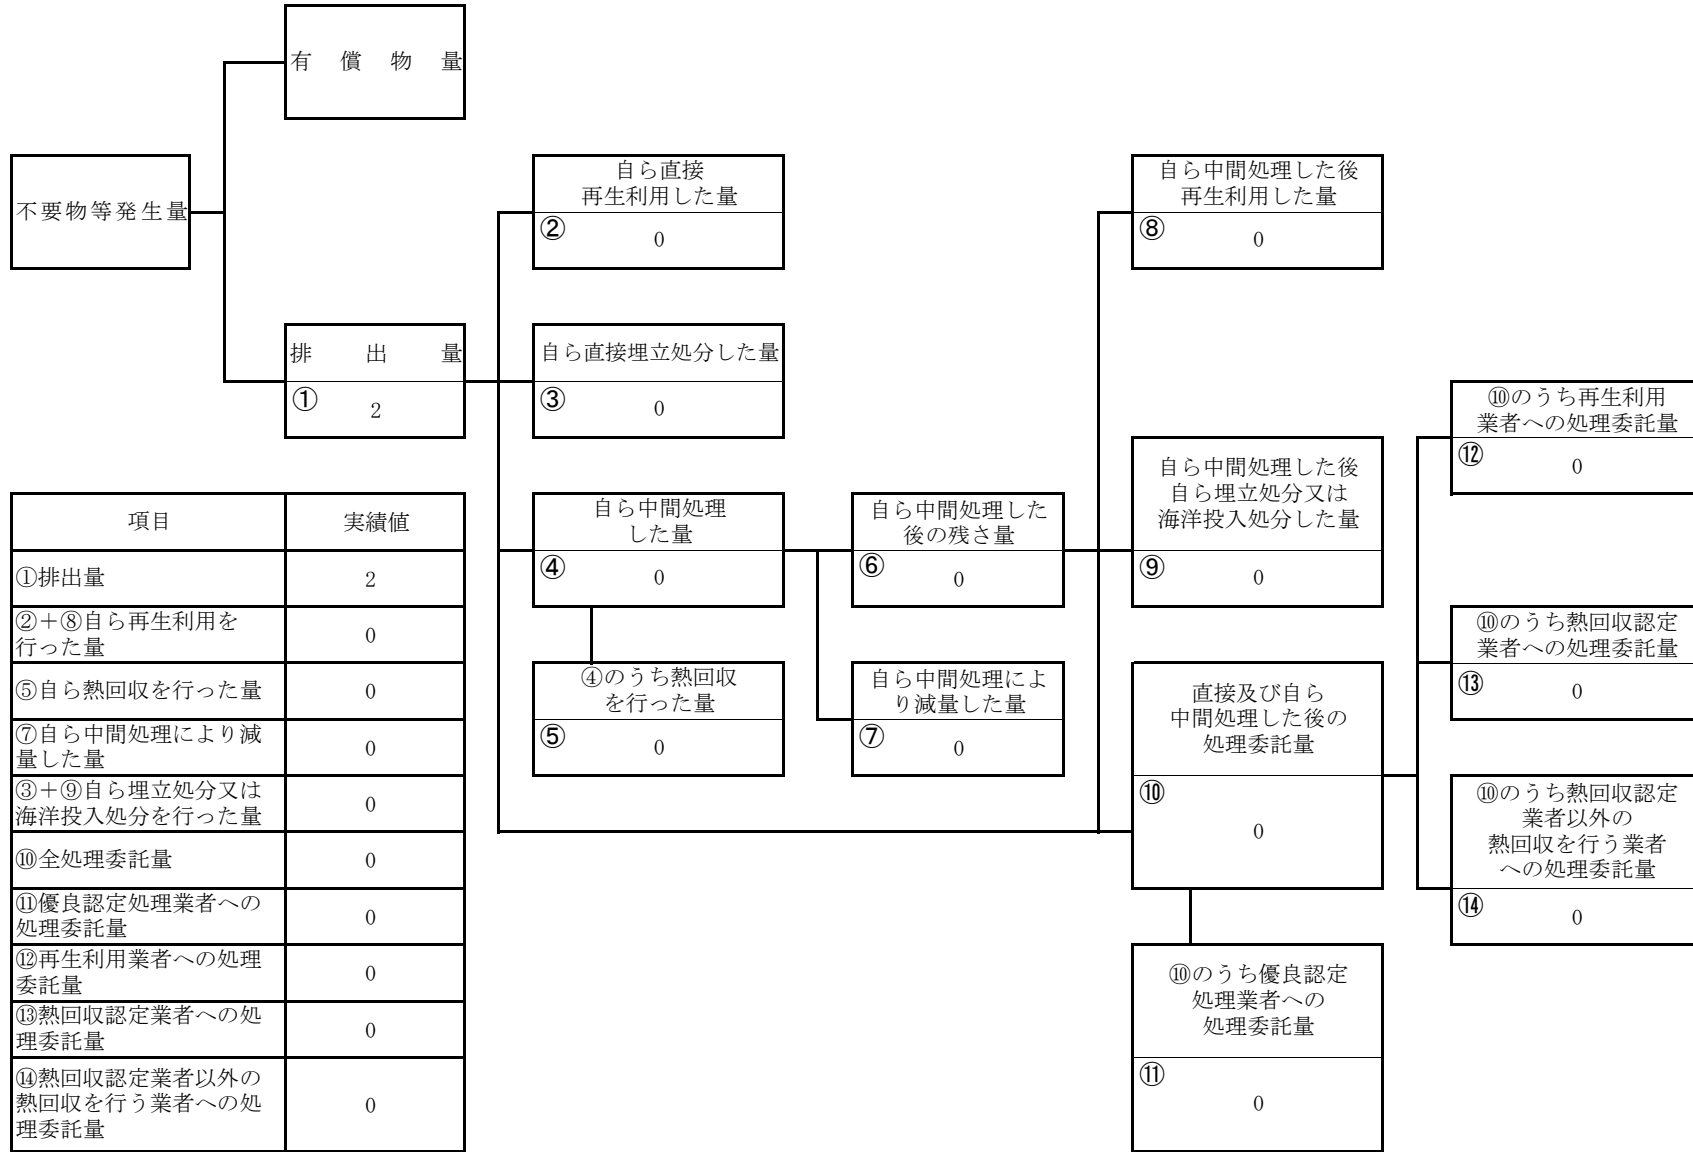 有償物量
不要物等発生量
自ら直接
再生利用した量
②
0
自ら中間処理した後
再生利用した量
⑧
0
排出量
①
2
自ら直接埋立処分した量
③
0
⑩のうち再生利用
業者への処理委託量
⑫
0
自ら中間処理した後
自ら埋立処分又は
海洋投入処分した量
⑨
0
自ら中間処理
した量
④
0
自ら中間処理した
後の残さ量
⑥
0
⑩のうち熱回収認定
業者への処理委託量
⑬
0
④のうち熱回収
を行った量
⑤
0
自ら中間処理によ
り減量した量
⑦
0
直接及び自ら
中間処理した後の
処理委託量
⑩
0
⑩のうち熱回収認定
業者以外の
熱回収を行う業者
への処理委託量
⑭
0
⑩のうち優良認定
処理業者への
処理委託量
⑪
0
項目 実績値
①排出量 2
②＋⑧自ら再生利用を
行った量
0
⑤自ら熱回収を行った量 0
⑦自ら中間処理により減
量した量
0
③＋⑨自ら埋立処分又は
海洋投入処分を行った量
0
⑩全処理委託量 0
⑪優良認定処理業者への
処理委託量
0
⑫再生利用業者への処理
委託量
0
⑬熱回収認定業者への処
理委託量
0
⑭熱回収認定業者以外の
熱回収を行う業者への処
理委託量
0